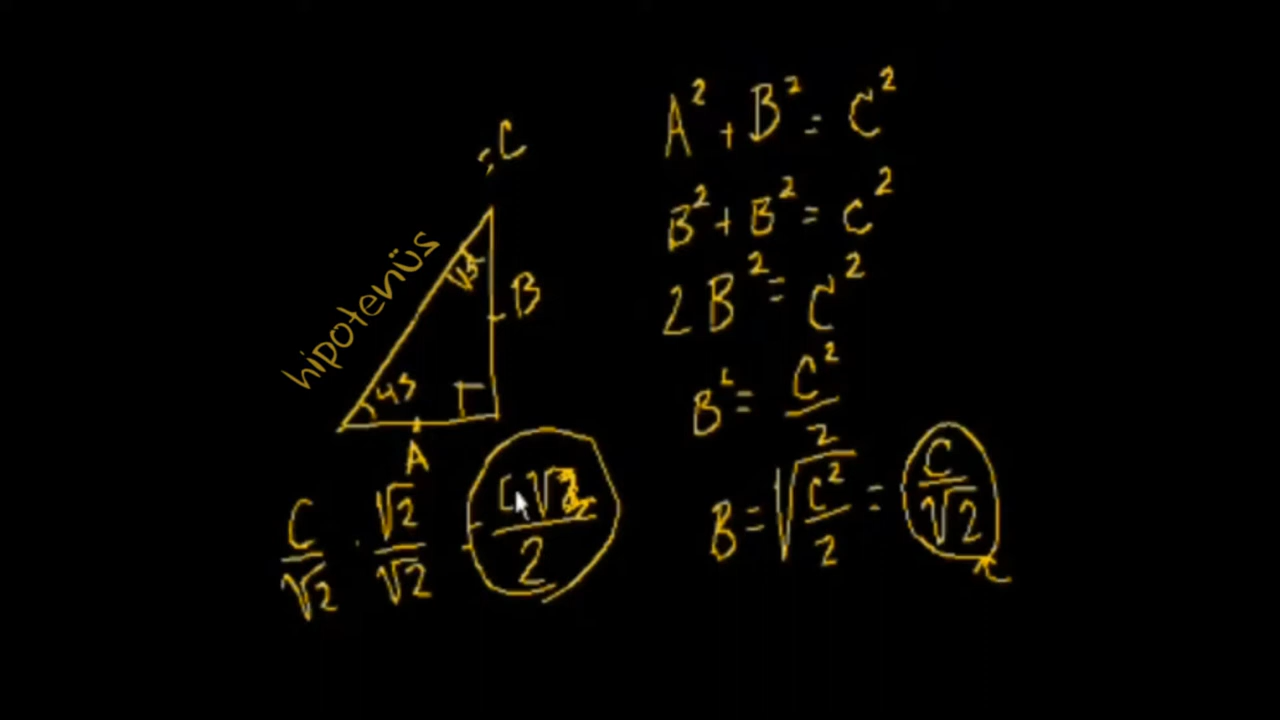 : C
hipotenüs
45
B
45
A
C/√2 · √2/√2 = C√2/2
A² + B² = C²
B² + B² = C²
2B² = C²
B² = C²/2
B = √(C²/2) = C/√2